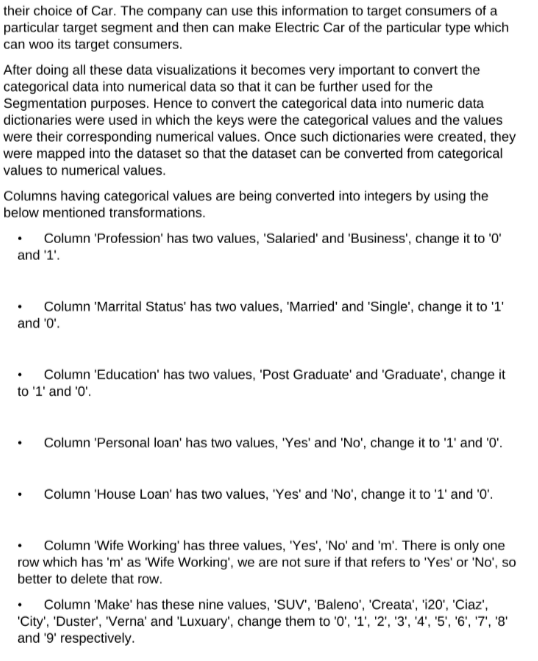 their choice of Car. The company can use this information to target consumers of a
particular target segment and then can make Electric Car of the particular type which
can woo its target consumers.
After doing all these data visualizations it becomes very important to convert the
categorical data into numerical data so that it can be further used for the
Segmentation purposes. Hence to convert the categorical data into numeric data
dictionaries were used in which the keys were the categorical values and the values
were their corresponding numerical values. Once such dictionaries were created, they
were mapped into the dataset so that the dataset can be converted from categorical
values to numerical values.
Columns having categorical values are being converted into integers by using the
below mentioned transformations.
• Column 'Profession' has two values, 'Salaried' and 'Business', change it to '0'
and '1'.
• Column 'Marrital Status' has two values, 'Married' and 'Single', change it to '1'
and '0'.
• Column 'Education' has two values, 'Post Graduate' and 'Graduate', change it
to '1' and '0'.
• Column 'Personal loan' has two values, 'Yes' and 'No', change it to '1' and '0'.
• Column 'House Loan' has two values, 'Yes' and 'No', change it to '1' and '0'.
• Column 'Wife Working' has three values, 'Yes', 'No' and 'm'. There is only one
row which has 'm' as 'Wife Working', we are not sure if that refers to 'Yes' or 'No', so
better to delete that row.
• Column 'Make' has these nine values, 'SUV', 'Baleno', 'Creata', 'i20', 'Ciaz',
'City', 'Duster', 'Verna' and 'Luxuary', change them to '0', '1', '2', '3', '4', '5', '6', '7', '8'
and '9' respectively.